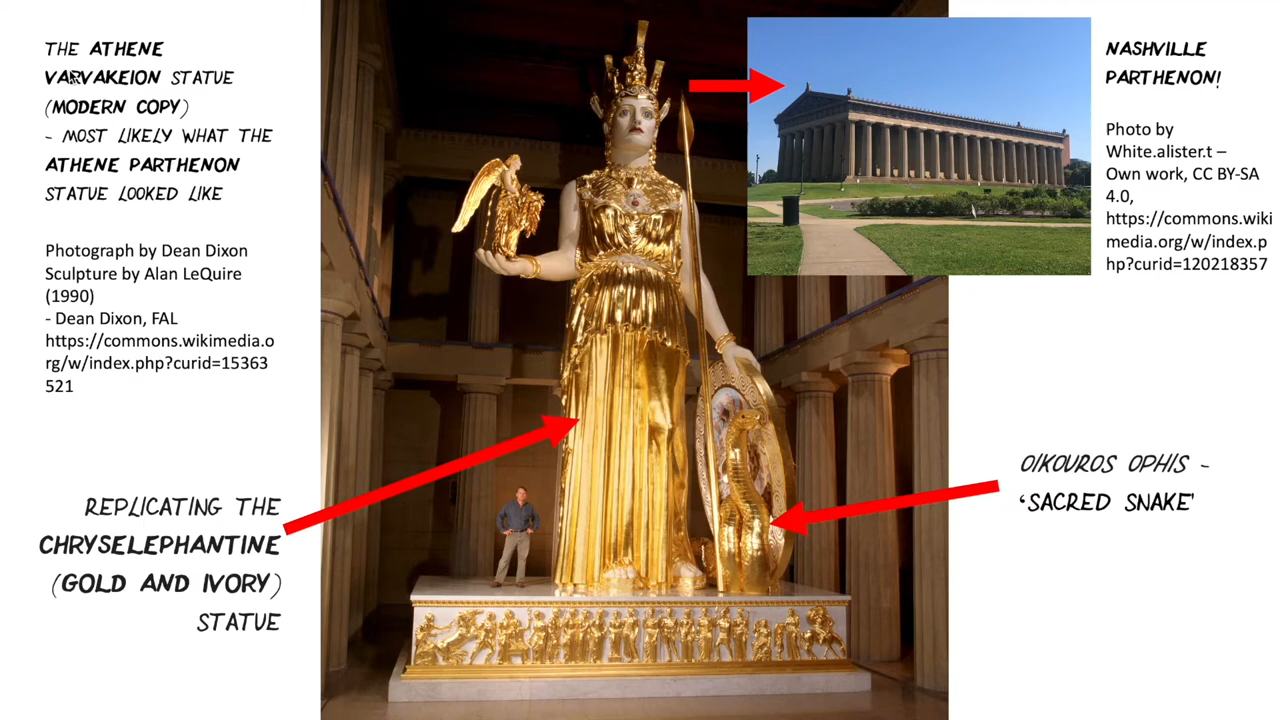 THE ATHENE
VARVAKEION STATUE
(MODERN COPY)
- MOST LIKELY WHAT THE
ATHENE PARTHENON
STATUE LOOKED LIKE
Photograph by Dean Dixon
Sculpture by Alan LeQuire
(1990)
- Dean Dixon, FAL
https://commons.wikimedia.o
rg/w/index.php?curid=15363
521
REPLICATING THE
CHRYSELEPHANTINE
(GOLD AND IVORY)
STATUE
NASHVILLE
PARTHENON!
Photo by
White.alister.t –
Own work, CC BY-SA
4.0,
https://commons.wiki
media.org/w/index.p
hp?curid=120218357
OIKOUROS OPHIS -
‘SACRED SNAKE’